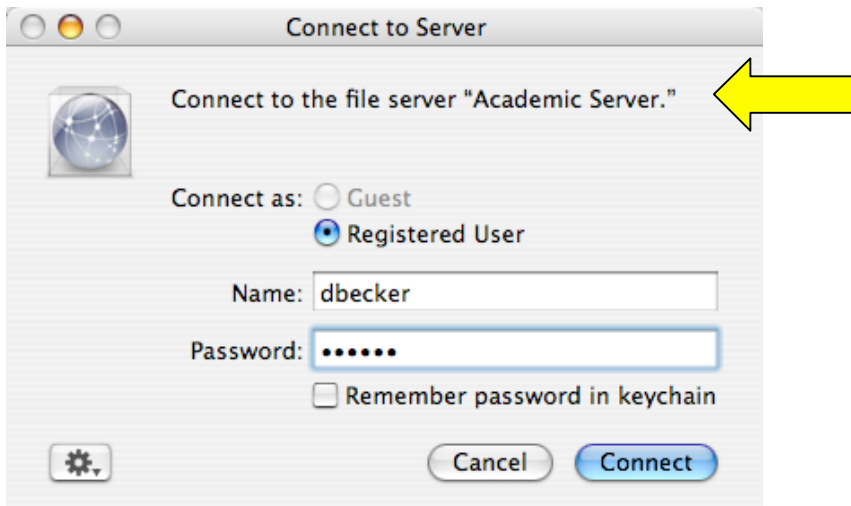 Connect to Server
Connect to the file server “Academic Server.”
Connect as: Guest
Registered User
Name: dbecker
Password: ••••••
Remember password in keychain
Cancel Connect